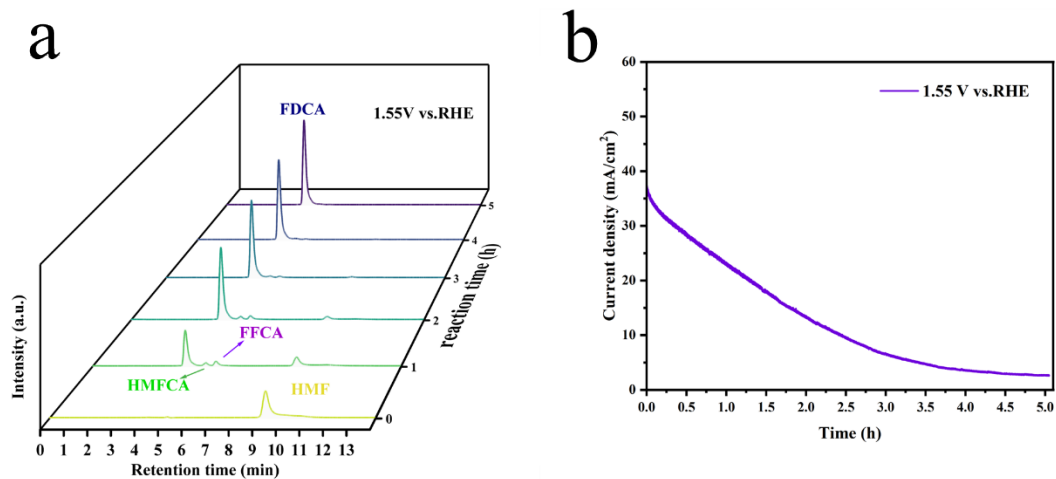 a
FDCA
1.55V vs.RHE
FFCA
HMFCA
HMF
Intensity (a.u.)
0 1 2 3 4 5 6 7 8 9 10 11 12 13
Retention time (min)
0
1
2
3
4
5
reaction time (h)
b
1.55 V vs.RHE
60
50
40
30
20
10
0
Current density (mA/cm²)
0.0 0.5 1.0 1.5 2.0 2.5 3.0 3.5 4.0 4.5 5.0
Time (h)